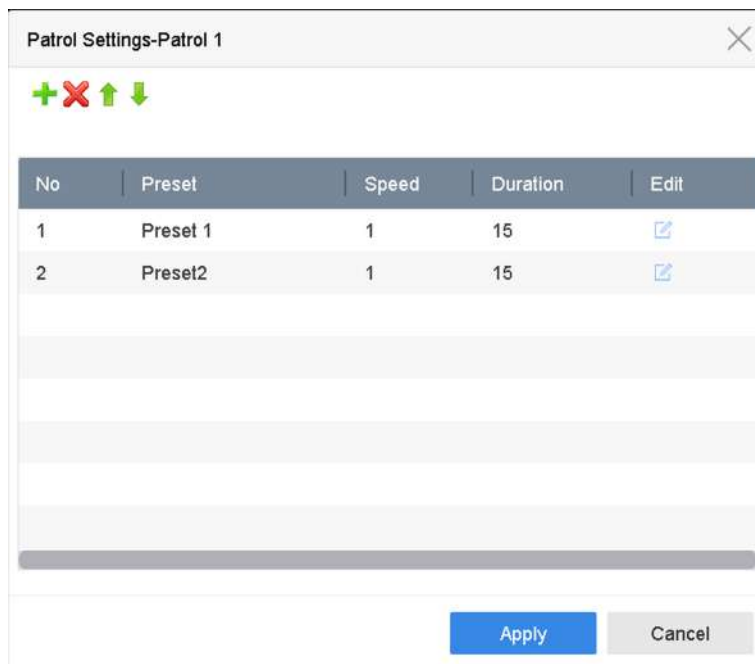 Patrol Settings-Patrol 1
No Preset Speed Duration Edit
1 Preset 1 1 15
2 Preset2 1 15
Apply Cancel